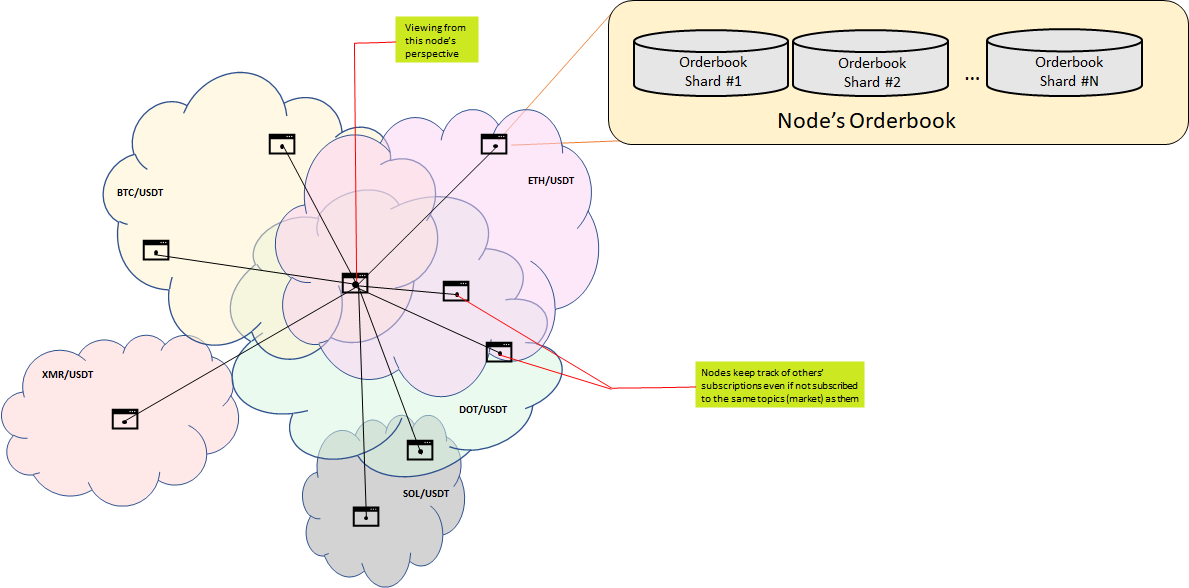 Viewing from
this node's
perspective
Orderbook
Shard #1
Orderbook
Shard #2
...
Orderbook
Shard #N
Node's Orderbook
BTC/USDT
ETH/USDT
XMR/USDT
DOT/USDT
SOL/USDT
Nodes keep track of others'
subscriptions even if not subscribed
to the same topics (market) as them